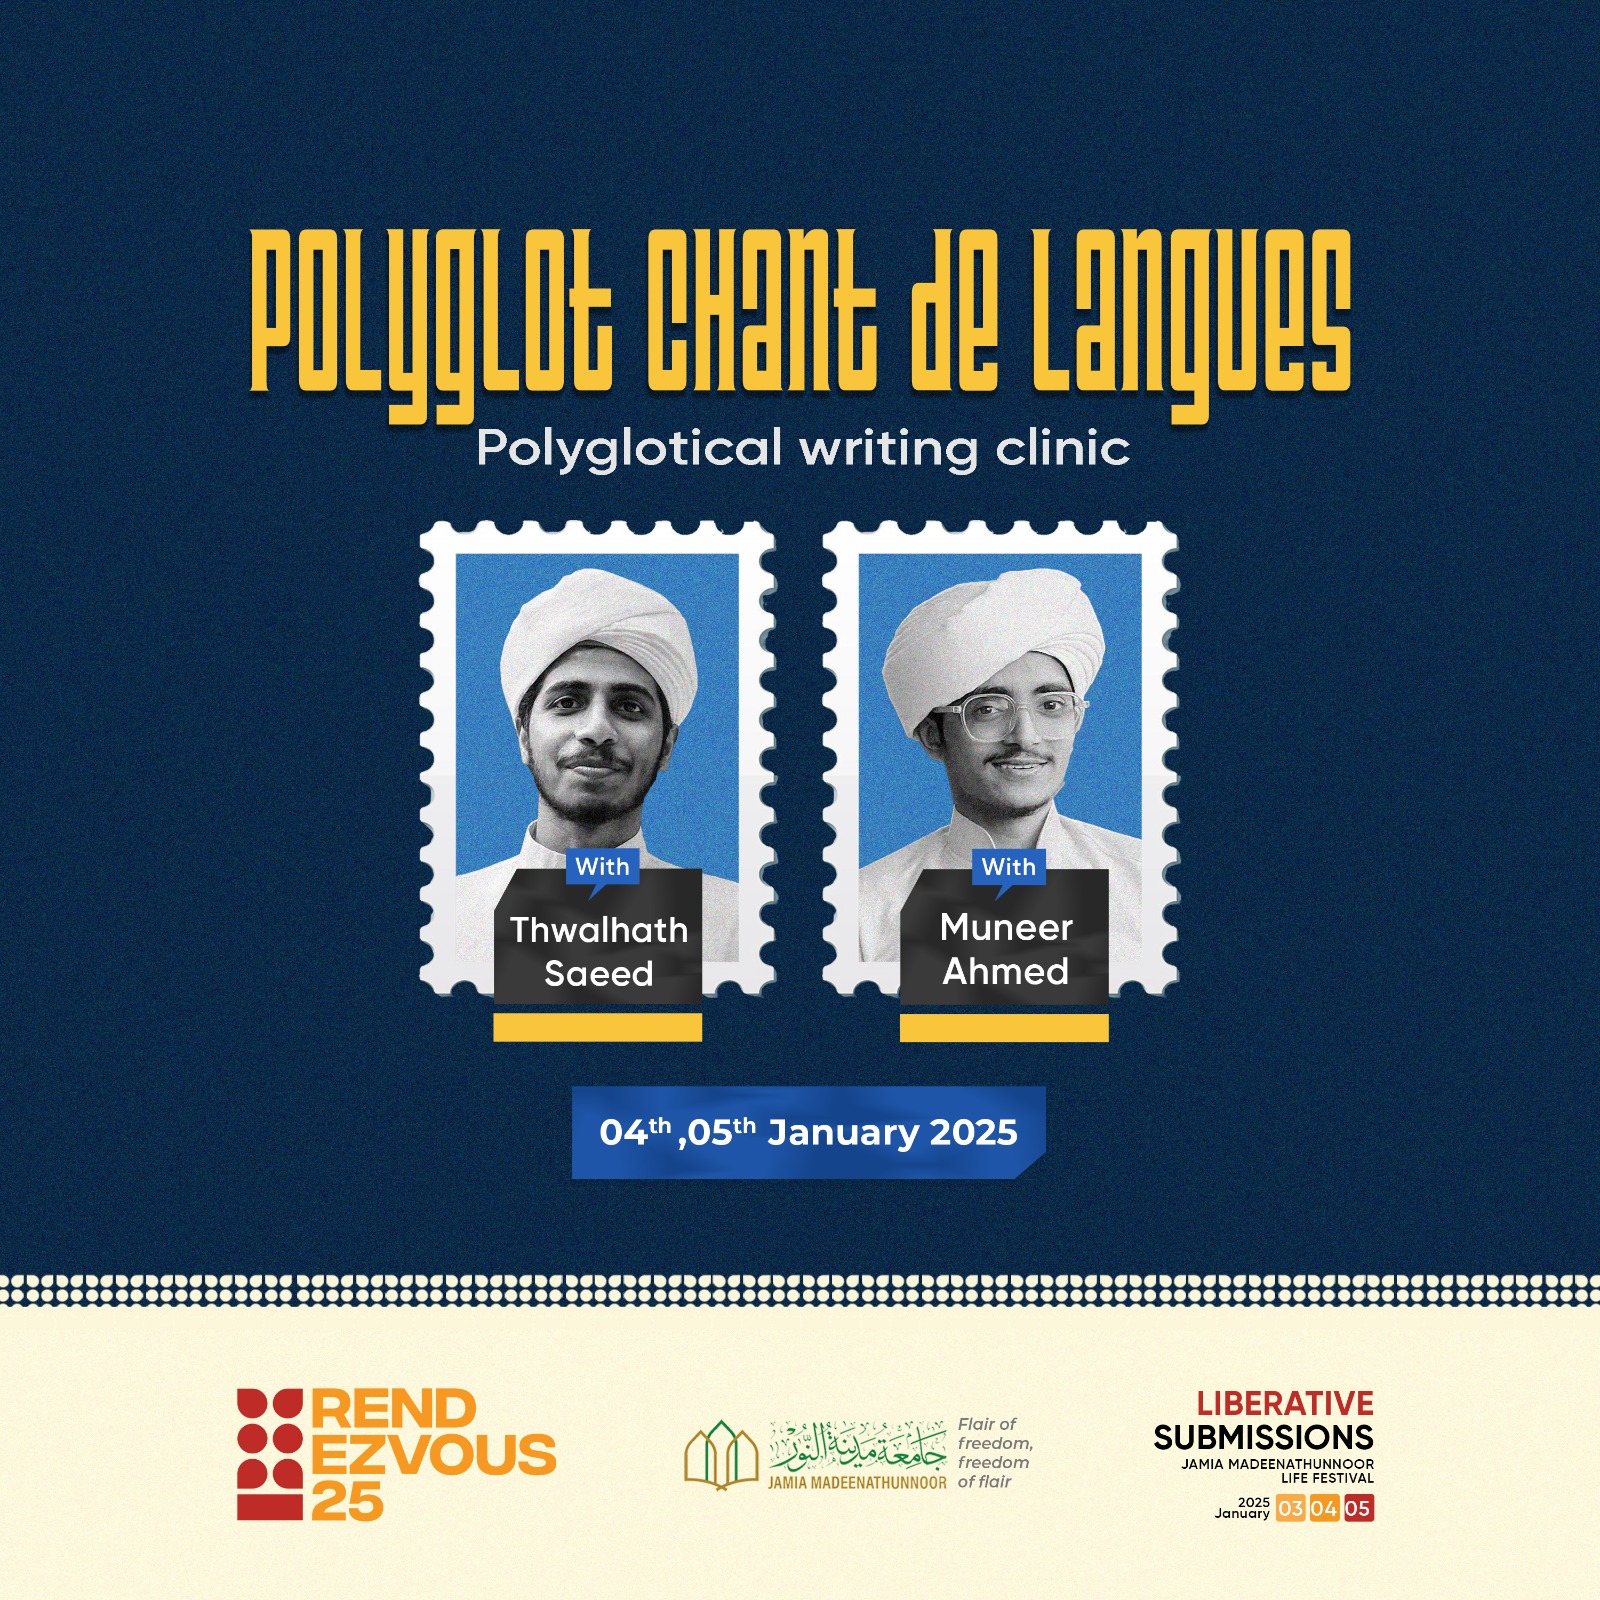 Polyglot Chant de Langues
Polyglotical writing clinic
With
Thwalhath
Saeed
With
Muneer
Ahmed
04th ,05th January 2025
REND
EZVOUS
25
جامعة مدينة النور
JAMIA MADEENATHUNNOOR
Flair of
freedom,
freedom
of flair
LIBERATIVE
SUBMISSIONS
JAMIA MADEENATHUNNOOR
LIFE FESTIVAL
2025
January 03 04 05